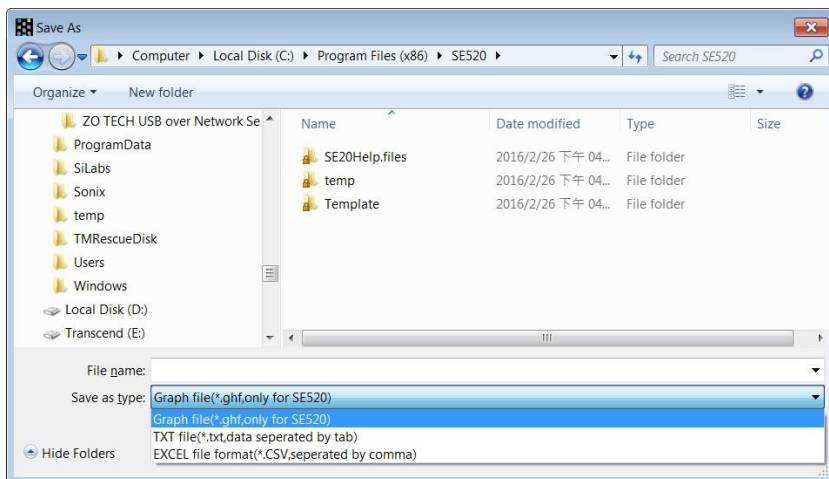 Save As
Computer Local Disk (C:) Program Files (x86) SE520 Search SE520
Organize New folder
ZO TECH USB over Network Se
ProgramData
SiLabs
Sonix
temp
TMRescueDisk
Users
Windows
Local Disk (D:)
Transcend (E:)
Name Date modified Type Size
SE20Help.files 2016/2/26 下午 04... File folder
temp 2016/2/26 下午 04... File folder
Template 2016/2/26 下午 04... File folder
File name:
Save as type: Graph file(*.ghf,only for SE520)
Graph file(*.ghf,only for SE520)
TXT file(*.txt,data seperated by tab)
EXCEL file format(*.CSV,seperated by comma)
Hide Folders